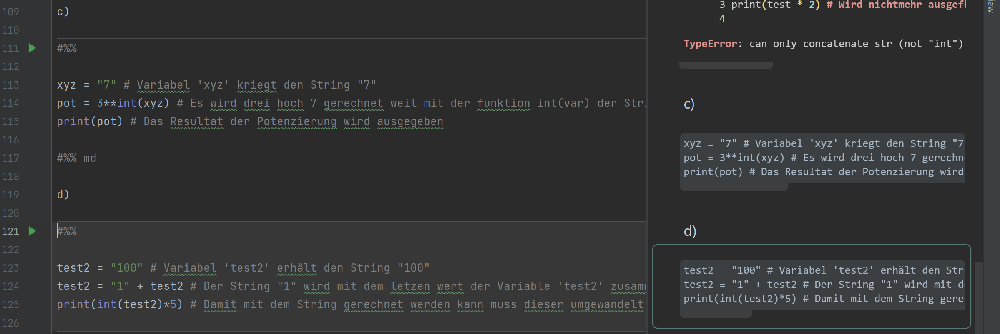 109 c)
110
111 #%%
112
113 xyz = "7" # Variabel 'xyz' kriegt den String "7"
114 pot = 3**int(xyz) # Es wird drei hoch 7 gerechnet weil mit der funktion int(var) der Stri
115 print(pot) # Das Resultat der Potenzierung wird ausgegeben
116
117 #%% md
118
119 d)
120
121 #%%
122
123 test2 = "100" # Variabel 'test2' erhält den String "100"
124 test2 = "1" + test2 # Der String "1" wird mit dem letzen wert der Variable 'test2' zusamm
125 print(int(test2)*5) # Damit mit dem String gerechnet werden kann muss dieser umgewandelt
126
3 print(test * 2) # Wird nichtmehr ausgefü
4
TypeError: can only concatenate str (not "int")
c)
xyz = "7" # Variabel 'xyz' kriegt den String "7
pot = 3**int(xyz) # Es wird drei hoch 7 gerechn
print(pot) # Das Resultat der Potenzierung wird
d)
test2 = "100" # Variabel 'test2' erhält den Str
test2 = "1" + test2 # Der String "1" wird mit d
print(int(test2)*5) # Damit mit dem String gere